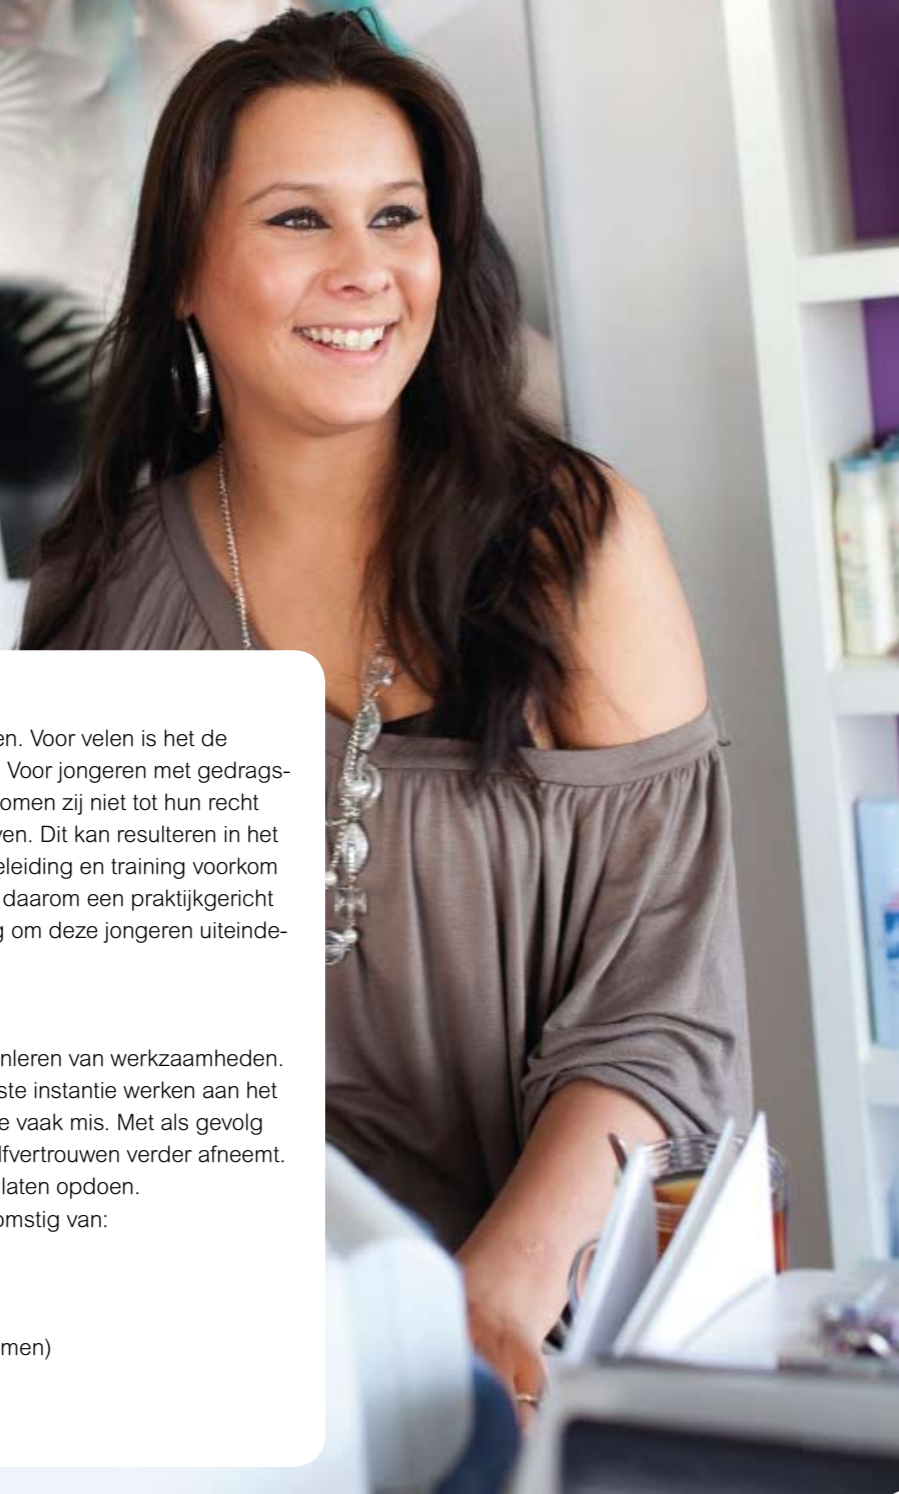 en. Voor velen is het de
Voor jongeren met gedrags-
omen zij niet tot hun recht
ven. Dit kan resulteren in het
eleiding en training voorkom
daarom een praktijkgericht
g om deze jongeren uiteinde-
nleren van werkzaamheden.
ste instantie werken aan het
e vaak mis. Met als gevolg
lfvertrouwen verder afneemt.
laten opdoen.
omstig van:
men)